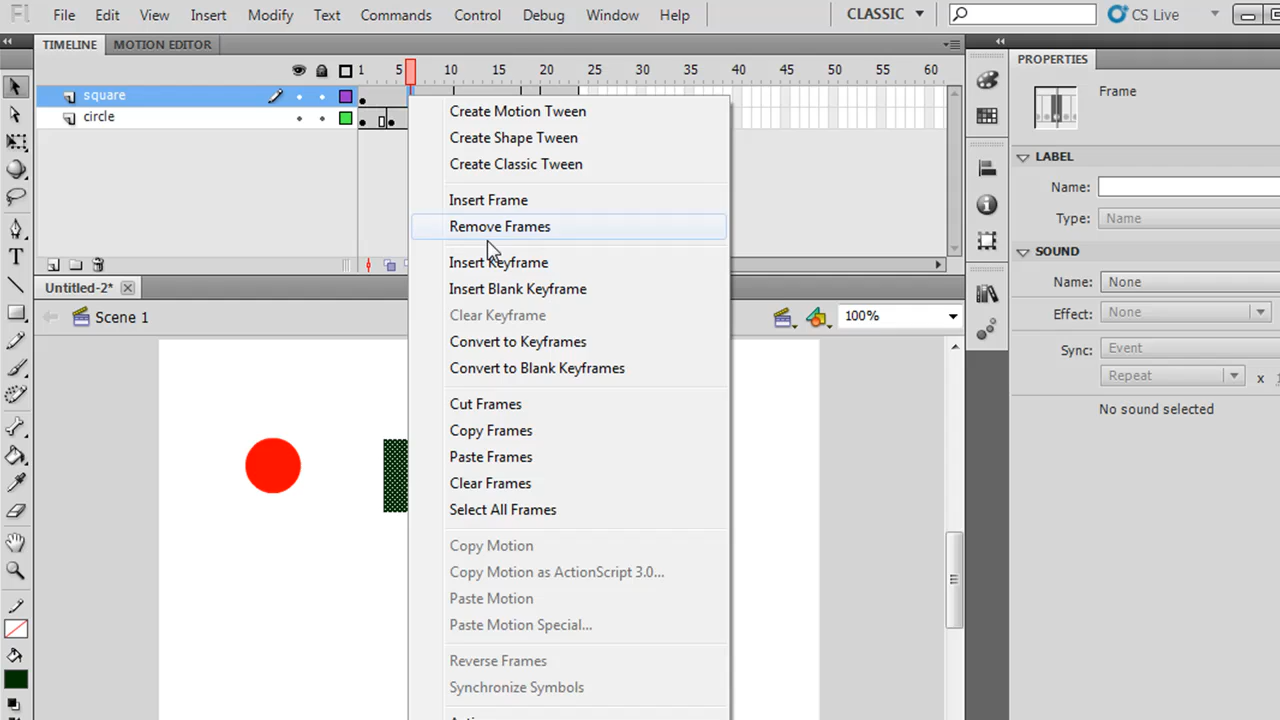 Fl File Edit View Insert Modify Text Commands Control Debug Window Help CLASSIC CS Live
TIMELINE MOTION EDITOR
1 5 10 15 20 25 30 35 40 45 50 55 60
square
circle
Create Motion Tween
Create Shape Tween
Create Classic Tween
Insert Frame
Remove Frames
Insert Keyframe
Insert Blank Keyframe
Clear Keyframe
Convert to Keyframes
Convert to Blank Keyframes
Cut Frames
Copy Frames
Paste Frames
Clear Frames
Select All Frames
Copy Motion
Copy Motion as ActionScript 3.0...
Paste Motion
Paste Motion Special...
Reverse Frames
Synchronize Symbols
Untitled-2*
Scene 1
100%
PROPERTIES
Frame
LABEL
Name:
Type: Name
SOUND
Name: None
Effect: None
Sync: Event
Repeat x
No sound selected